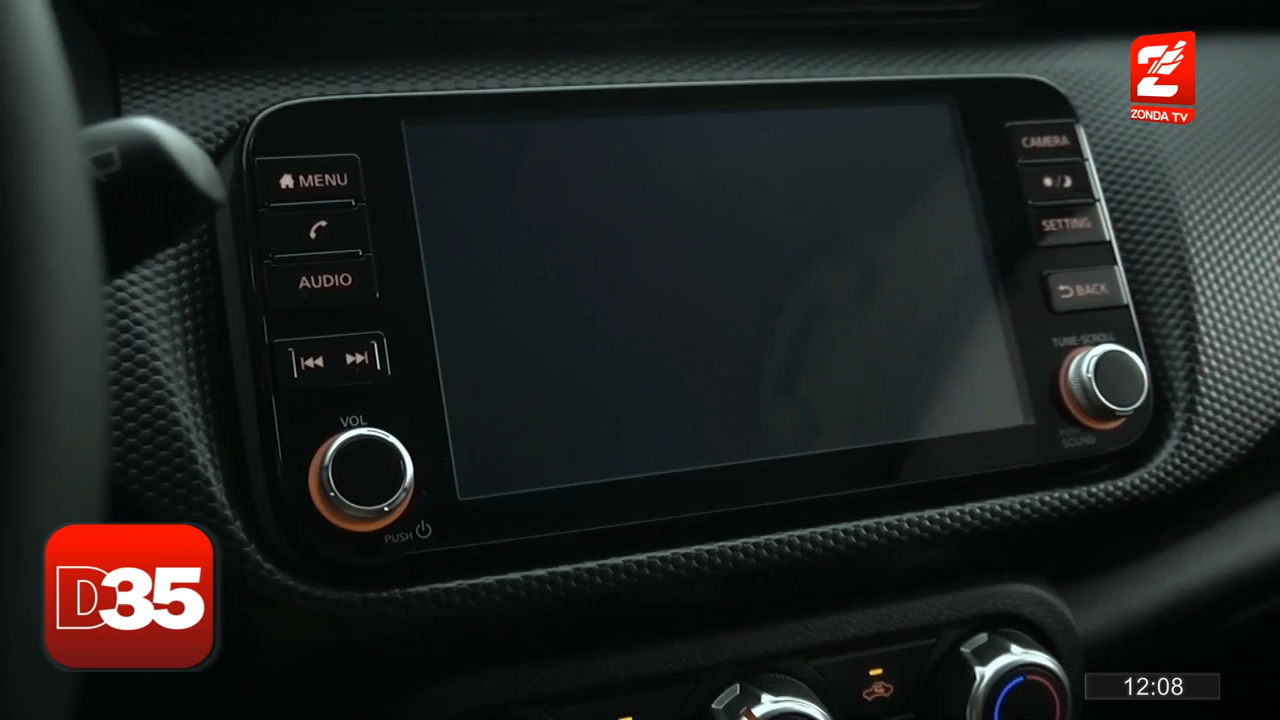 ZONDA TV
MENU
AUDIO
VOL
PUSH
CAMERA
SETTING
BACK
TUNE·SCROLL
SOUND
D35
12:08